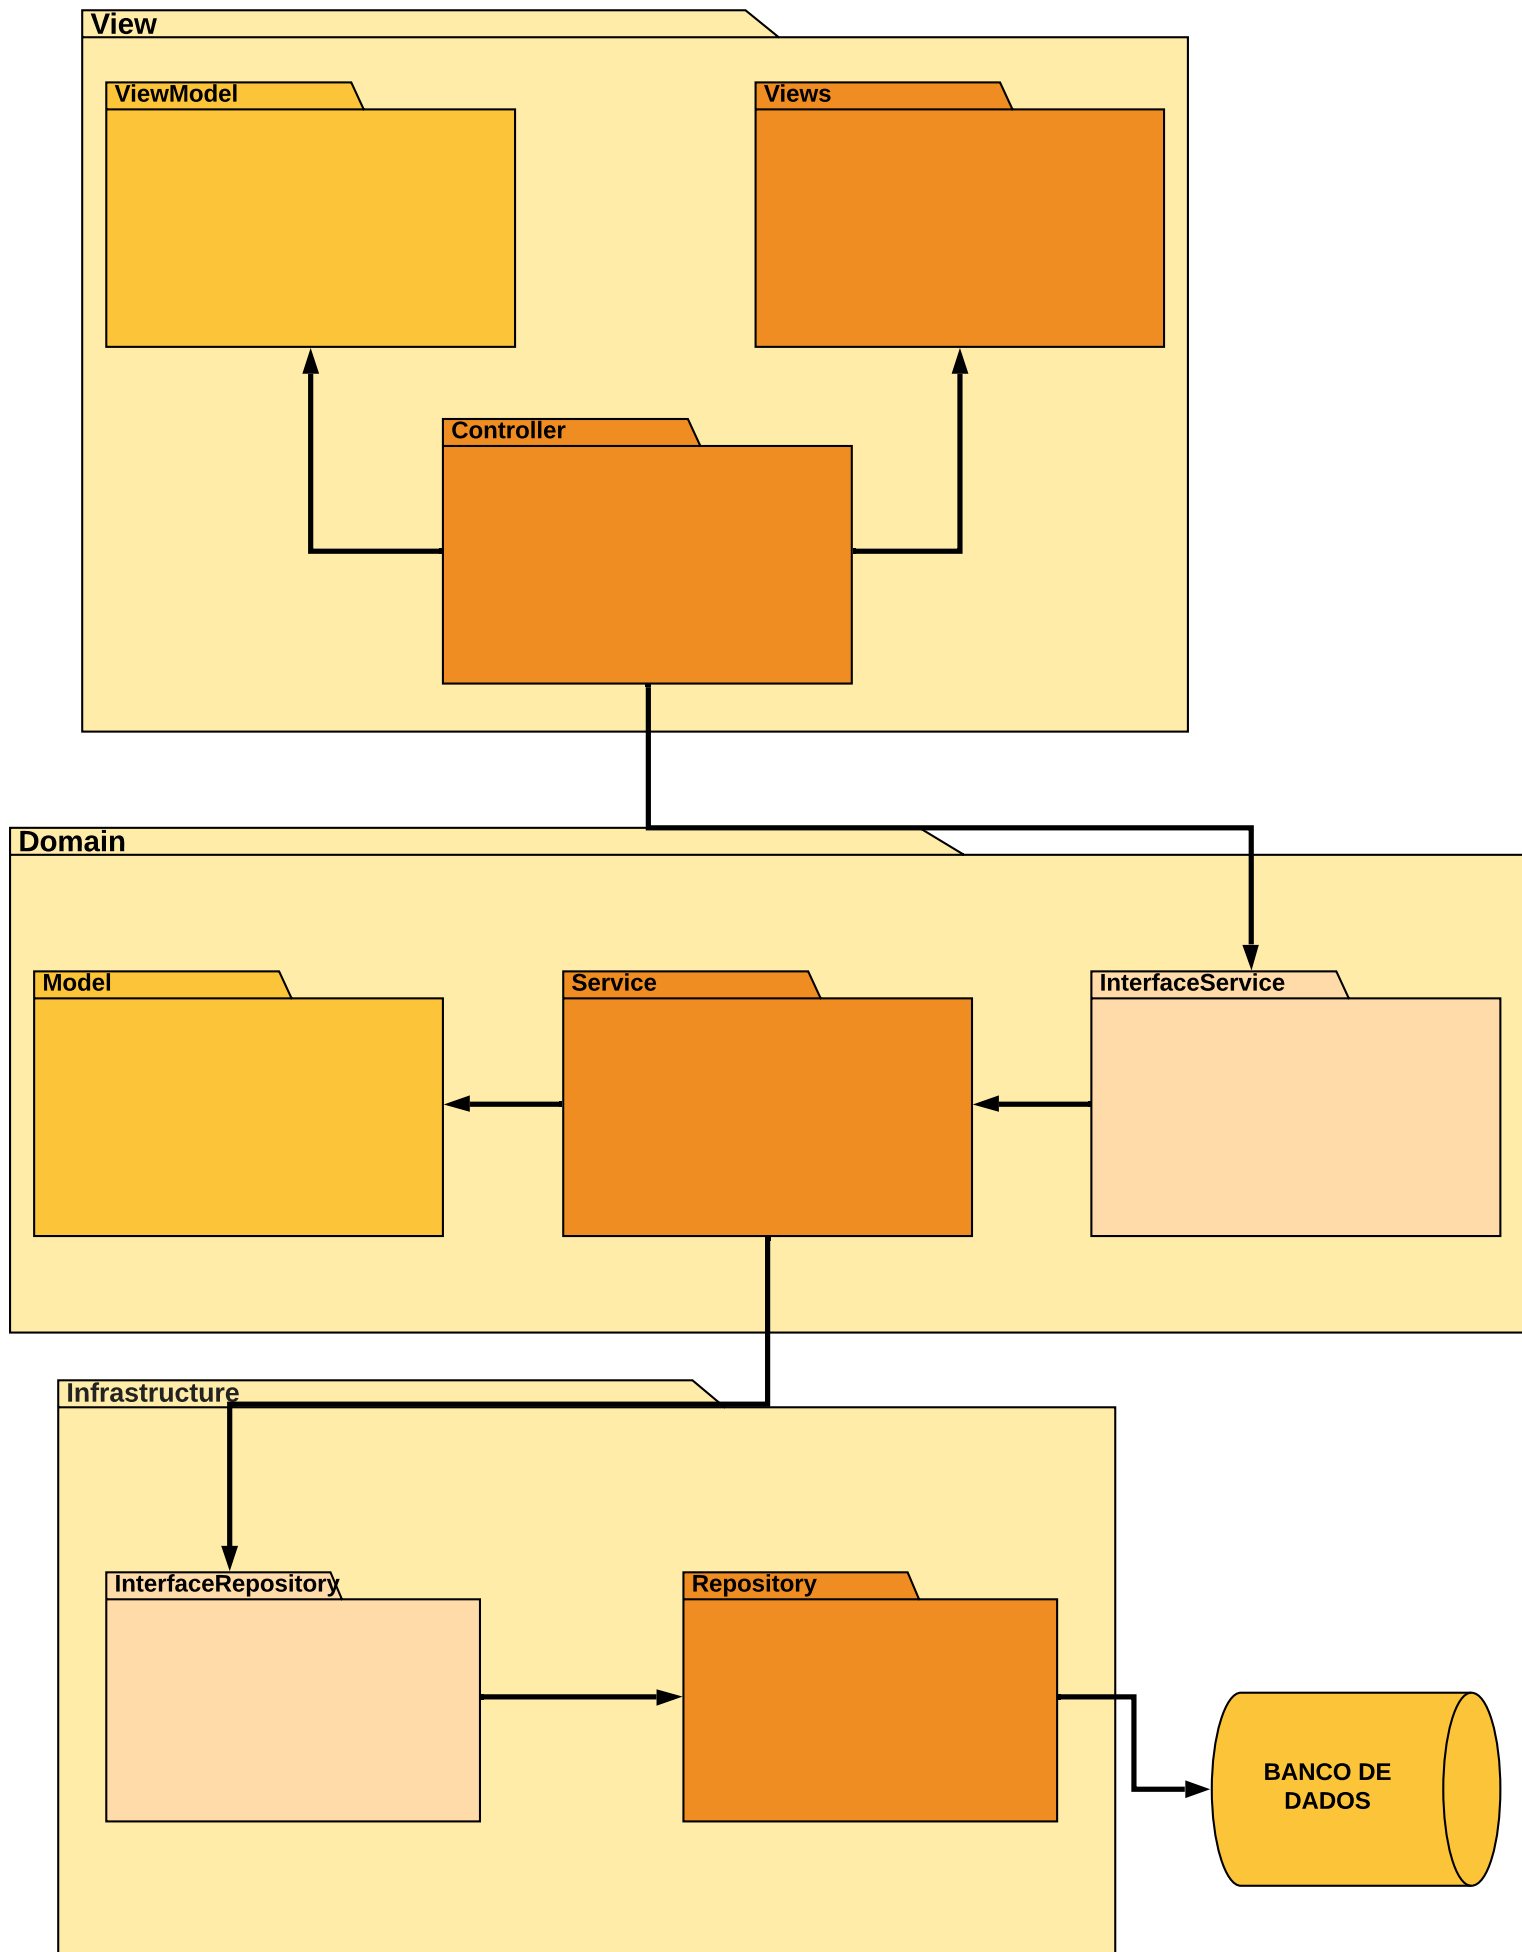 View
ViewModel
Views
Controller
Domain
Model
Service
InterfaceService
Infrastructure
InterfaceRepository
Repository
BANCO DE
DADOS